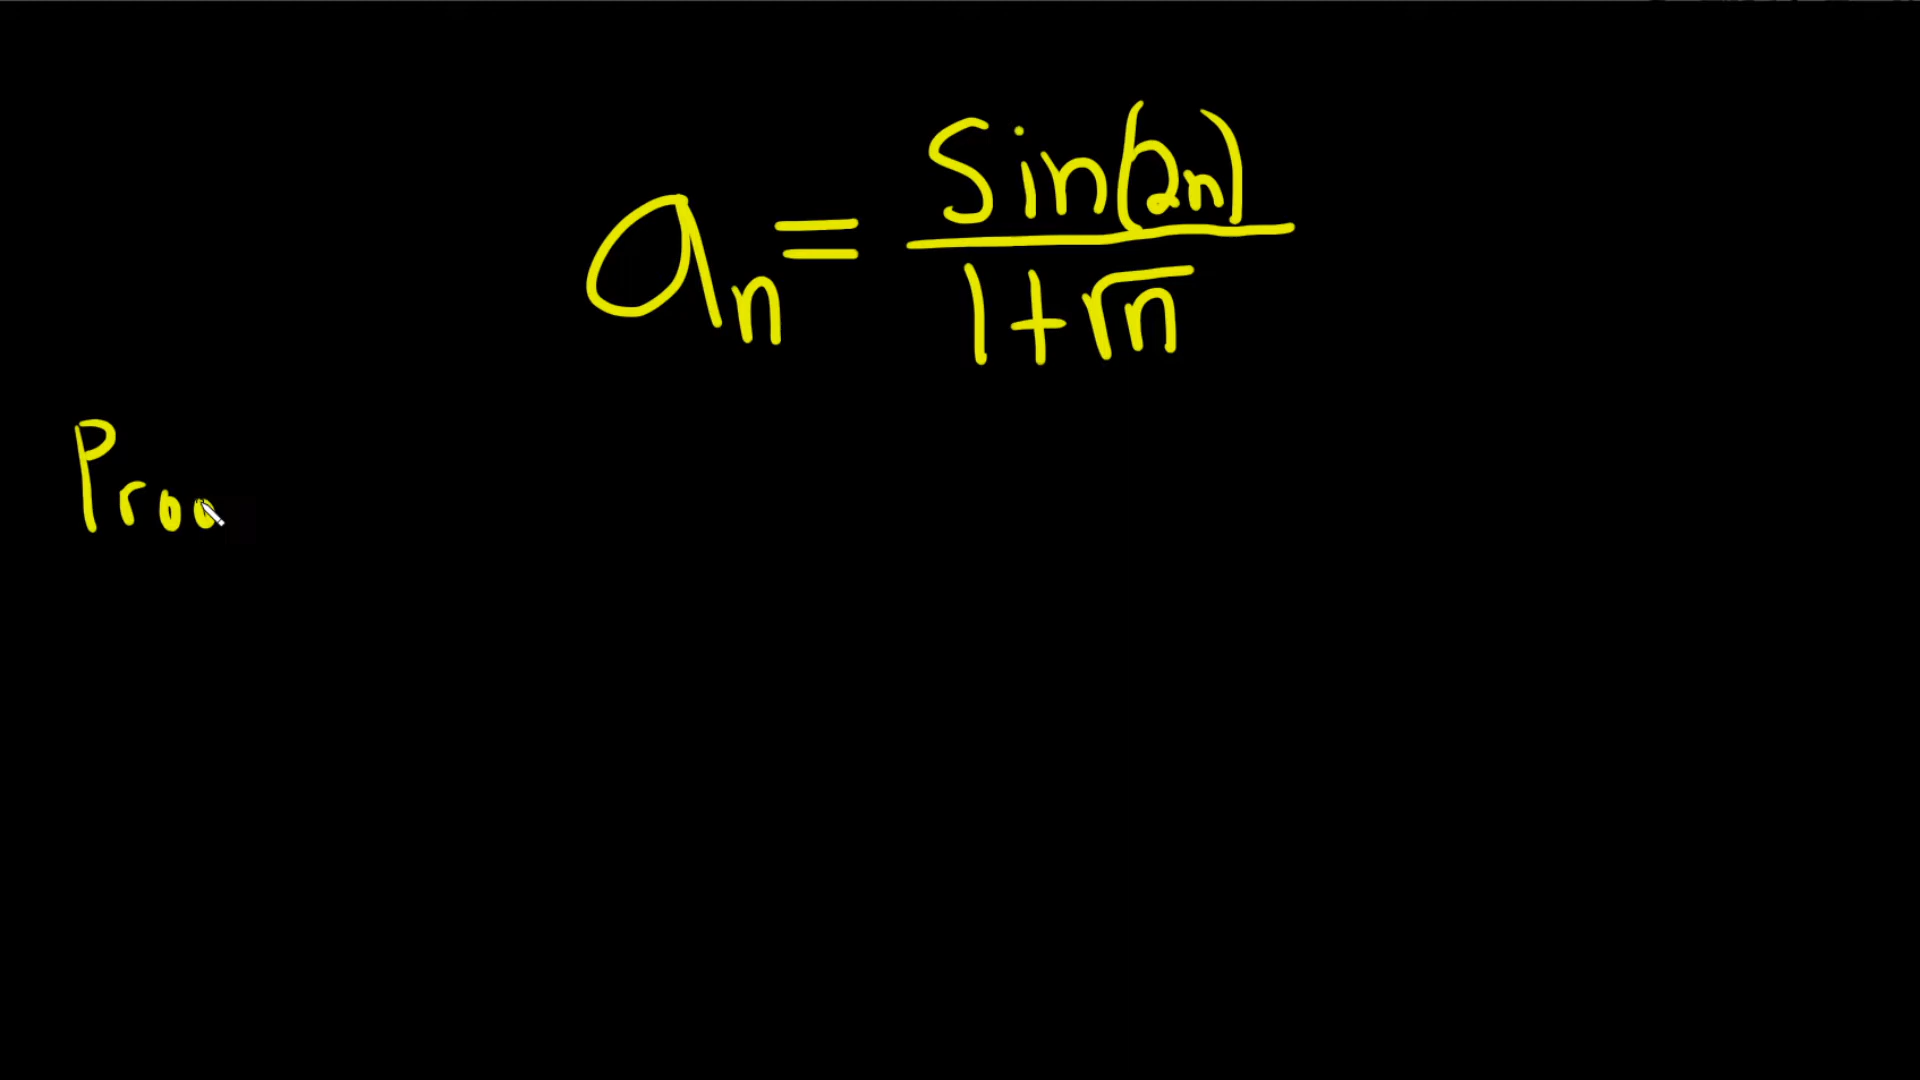 aₙ = sin(2n) / 1+√n
Proo